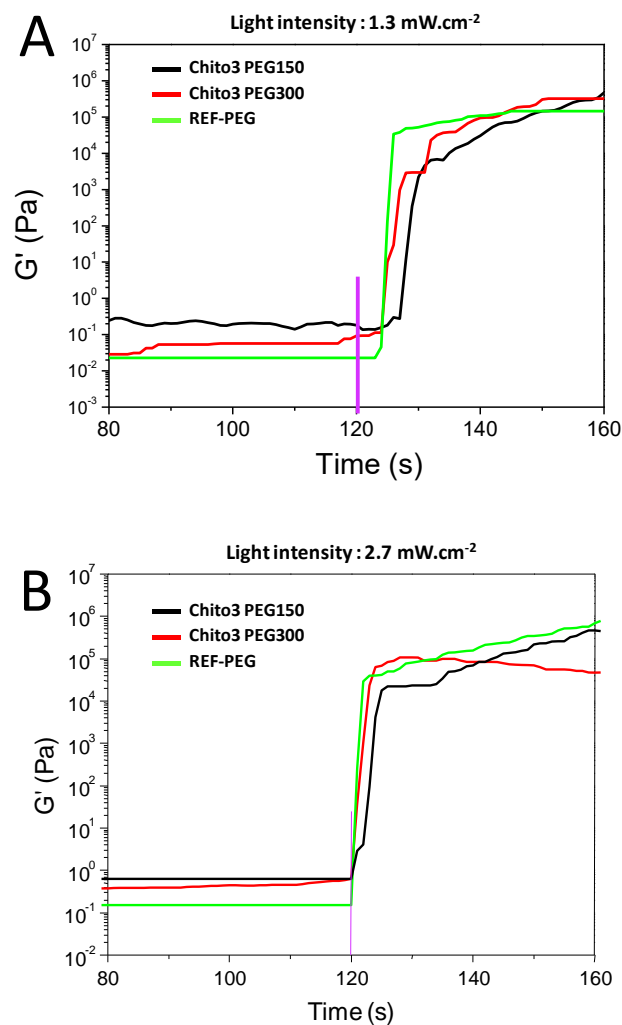 A
Light intensity : 1.3 mW.cm⁻²
Chito3 PEG150
Chito3 PEG300
REF-PEG
G' (Pa)
10⁷
10⁶
10⁵
10⁴
10³
10²
10¹
10⁰
10⁻¹
10⁻²
10⁻³
80
100
120
140
160
Time (s)
B
Light intensity : 2.7 mW.cm⁻²
Chito3 PEG150
Chito3 PEG300
REF-PEG
G' (Pa)
10⁷
10⁶
10⁵
10⁴
10³
10²
10¹
10⁰
10⁻¹
10⁻²
80
100
120
140
160
Time (s)